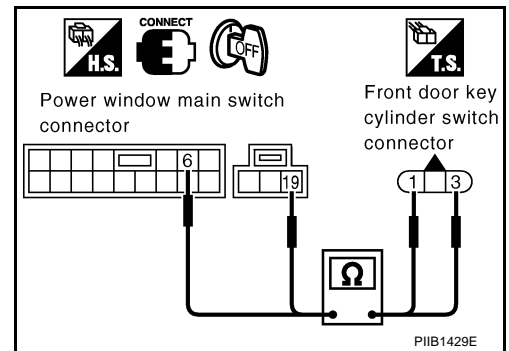 CONNECT
H.S.
OFF
T.S.
Power window main switch
connector
Front door key
cylinder switch
connector
6
19
1 3
Ω
PIIB1429E